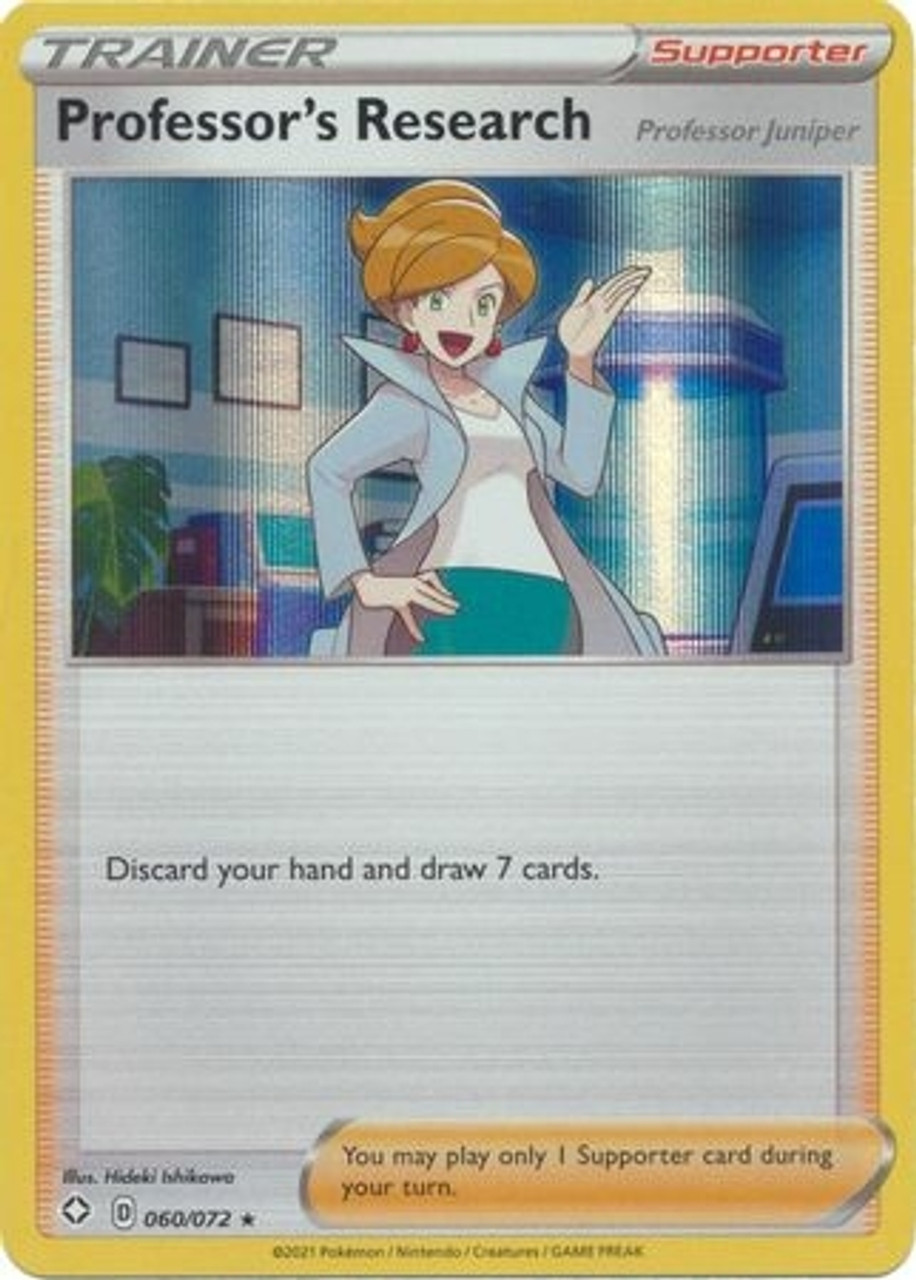 TRAINER Supporter
Professor's Research Professor Juniper
Discard your hand and draw 7 cards.
You may play only 1 Supporter card during
your turn.
Illus. Hideki Ishikawa
D 060/072 ★
©2021 Pokémon / Nintendo / Creatures / GAME FREAK